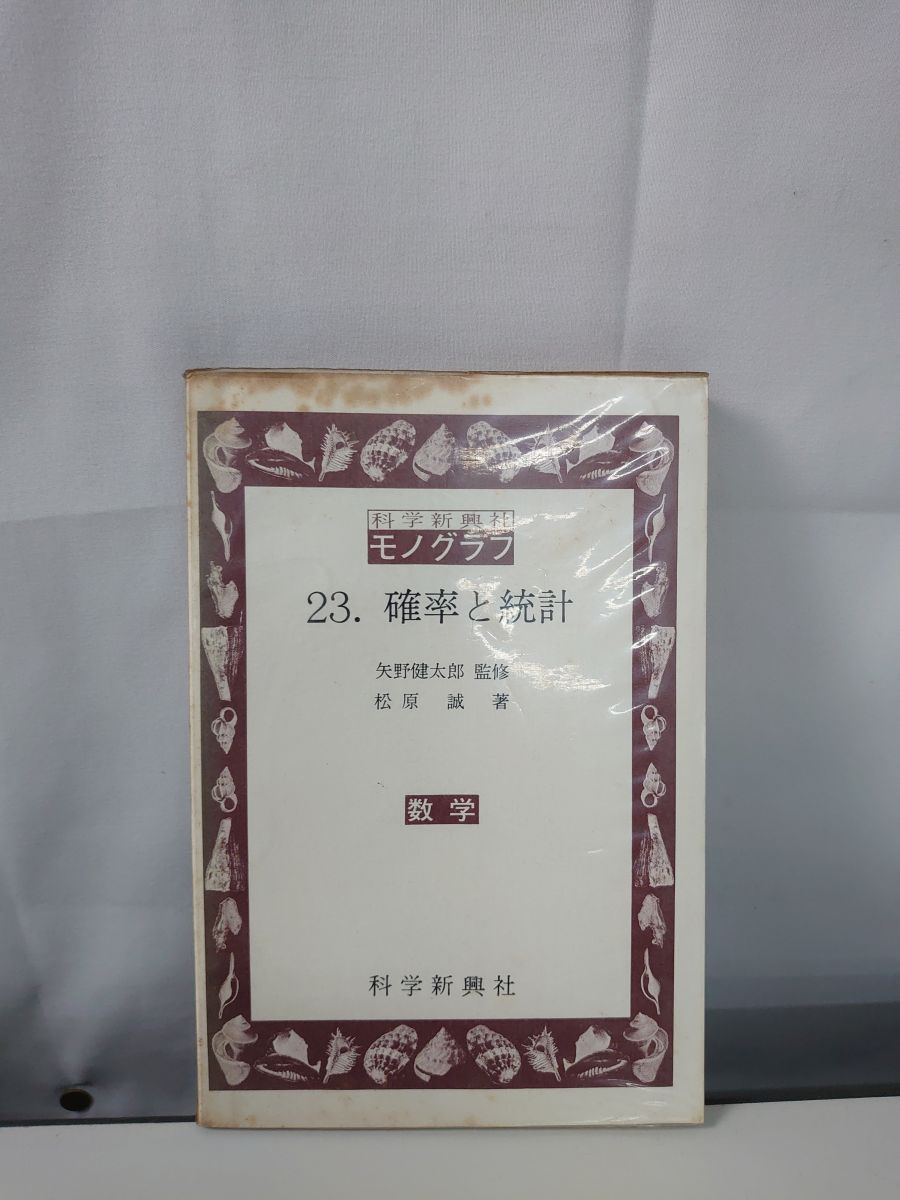 科学新興社
モノグラフ
23. 確率と統計
矢野健太郎 監修
松原 誠 著
数学
科学新興社